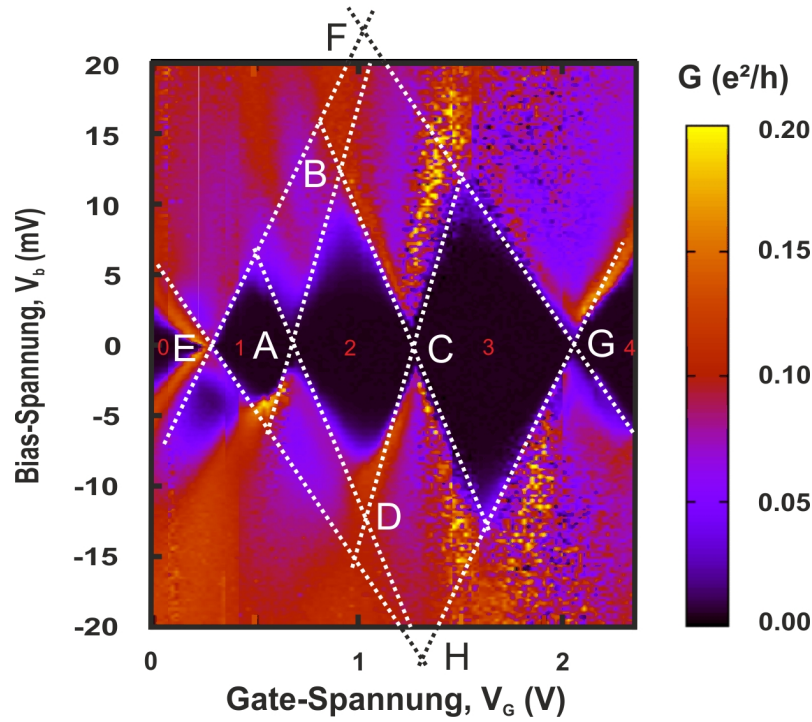 F
G (e²/h)
20
15
10
5
0
-5
-10
-15
-20
Bias-Spannung, V_b (mV)
B
0
E
1
A
2
C
3
G
4
D
H
0
1
2
Gate-Spannung, V_G (V)
0.20
0.15
0.10
0.05
0.00